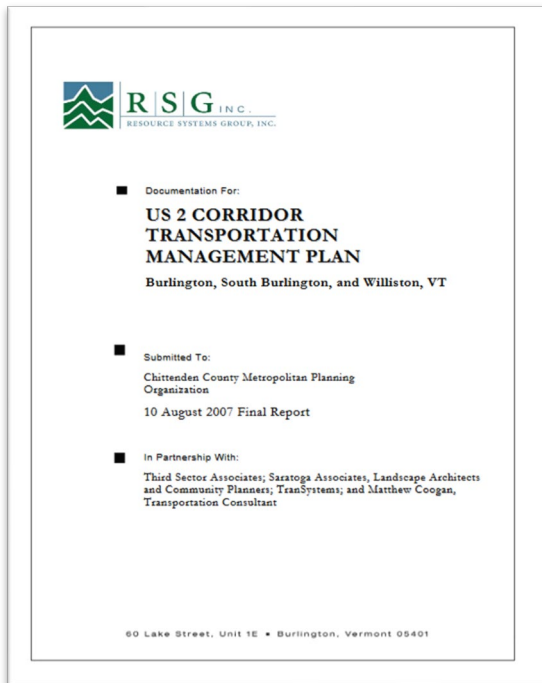 R|S|G INC.
RESOURCE SYSTEMS GROUP, INC.
Documentation For:
US 2 CORRIDOR
TRANSPORTATION
MANAGEMENT PLAN
Burlington, South Burlington, and Williston, VT
Submitted To:
Chittenden County Metropolitan Planning
Organization
10 August 2007 Final Report
In Partnership With:
Third Sector Associates; Saratoga Associates, Landscape Architects
and Community Planners; TranSystems; and Matthew Coogan,
Transportation Consultant
60 Lake Street, Unit 1E ▪ Burlington, Vermont 05401